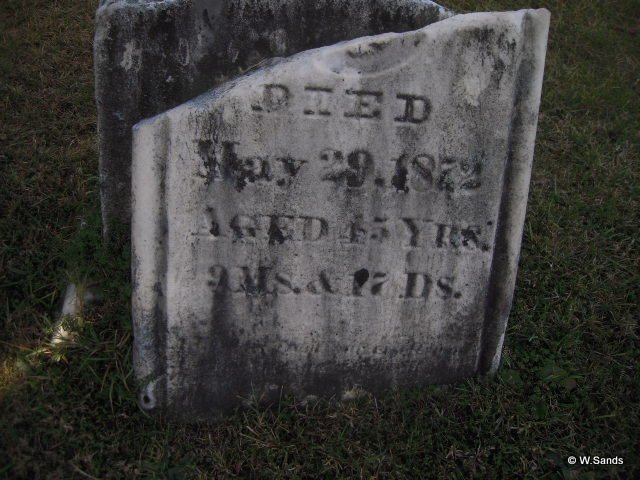 DIED
May 29, 1872
AGED 45 YRS.
9 Ms. & 17 Ds.
© W.Sands